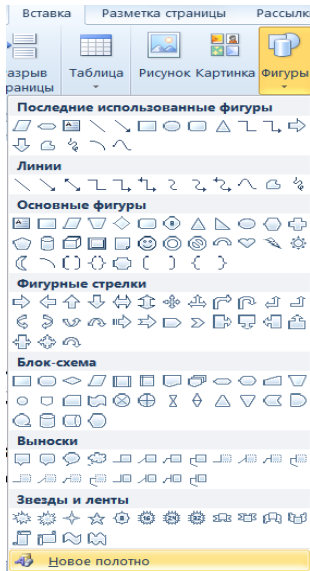 Вставка Разметка страницы Рассылк
азрыв Таблица Рисунок Картинка Фигуры
раницы
Последние использованные фигуры
Линии
Основные фигуры
Фигурные стрелки
Блок-схема
Выноски
Звезды и ленты
Новое полотно